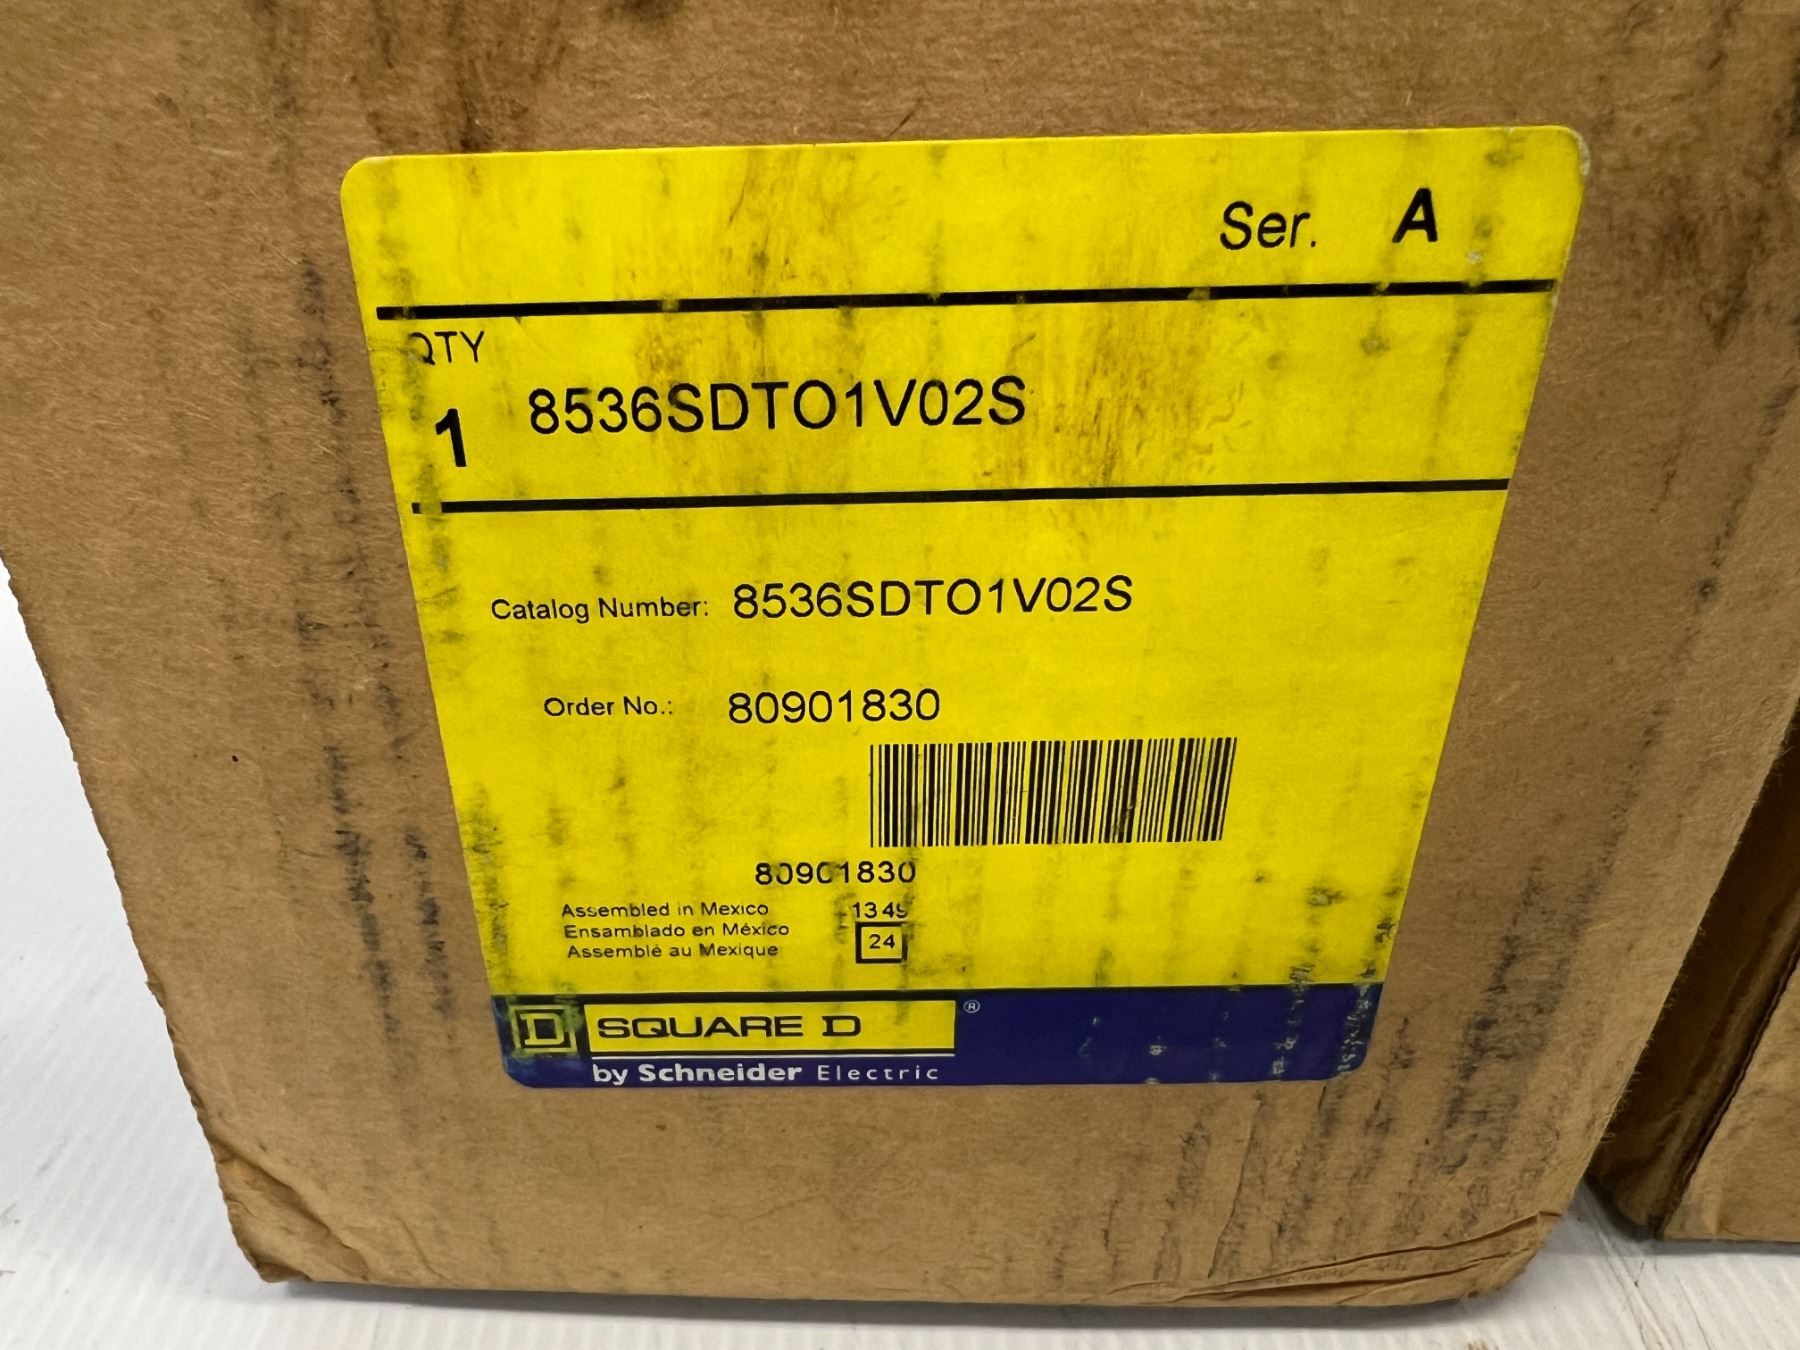 Ser. A
QTY
1 8536SDTO1V02S
Catalog Number: 8536SDTO1V02S
Order No.: 80901830
80901830
Assembled in Mexico 1349
Ensamblado en México
Assemblé au Mexique 24
D SQUARE D ®
by Schneider Electric